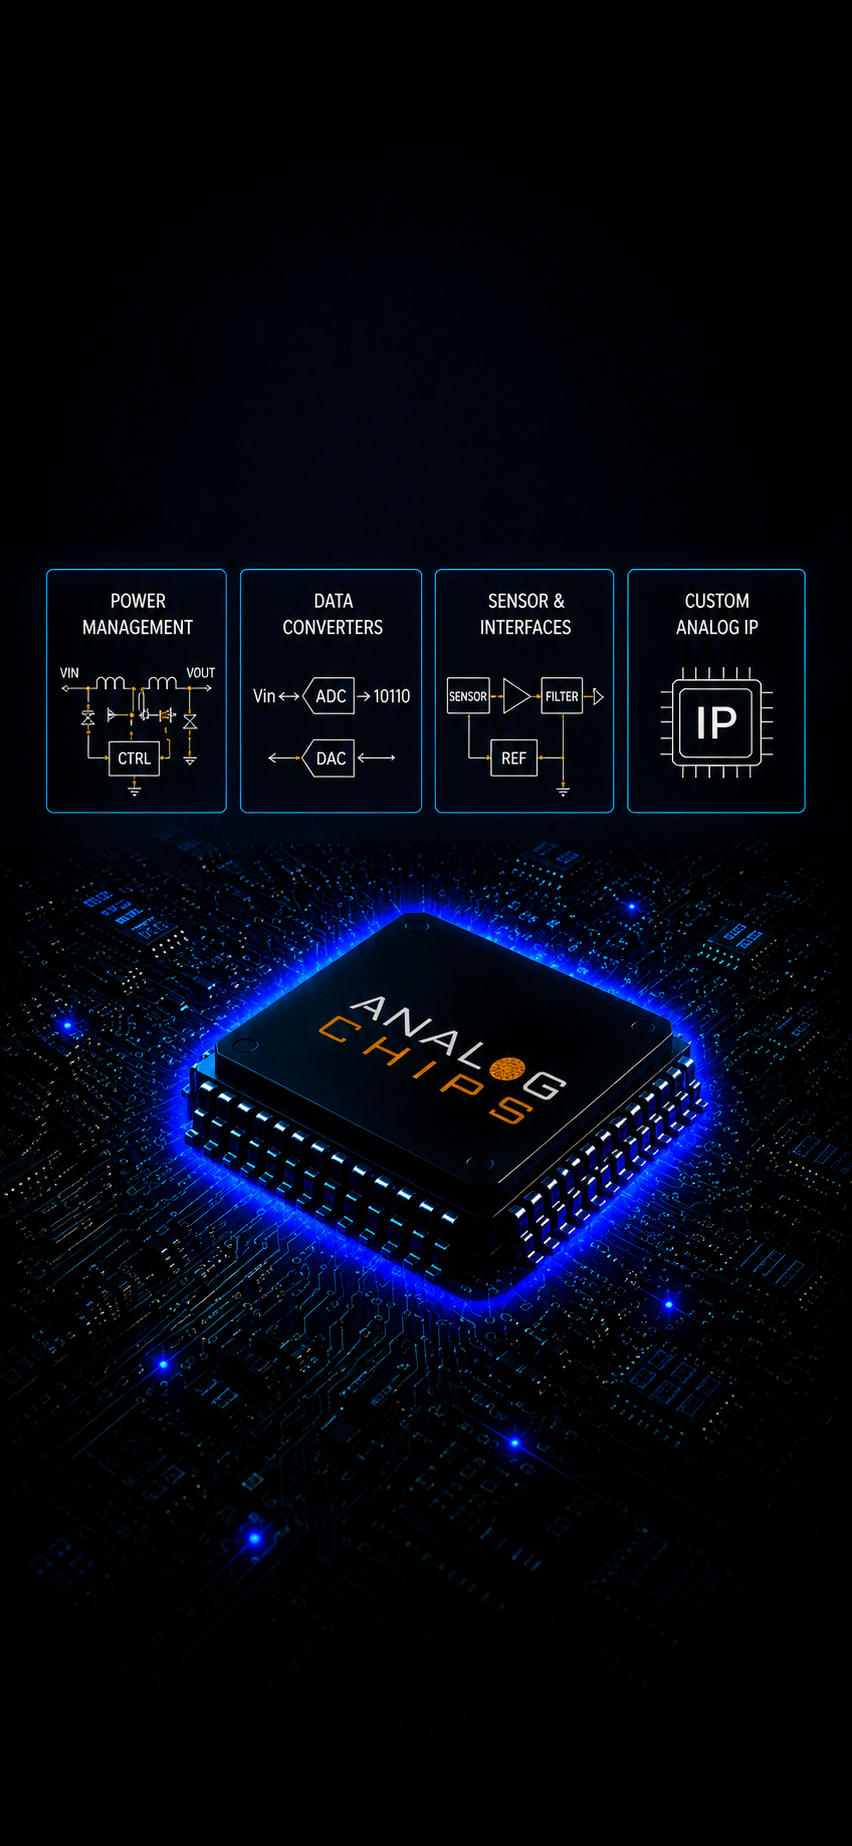 POWER
MANAGEMENT
VIN
VOUT
CTRL
DATA
CONVERTERS
Vin
ADC
10110
DAC
SENSOR &
INTERFACES
SENSOR
FILTER
REF
CUSTOM
ANALOG IP
IP
ANALOG
CHIPS